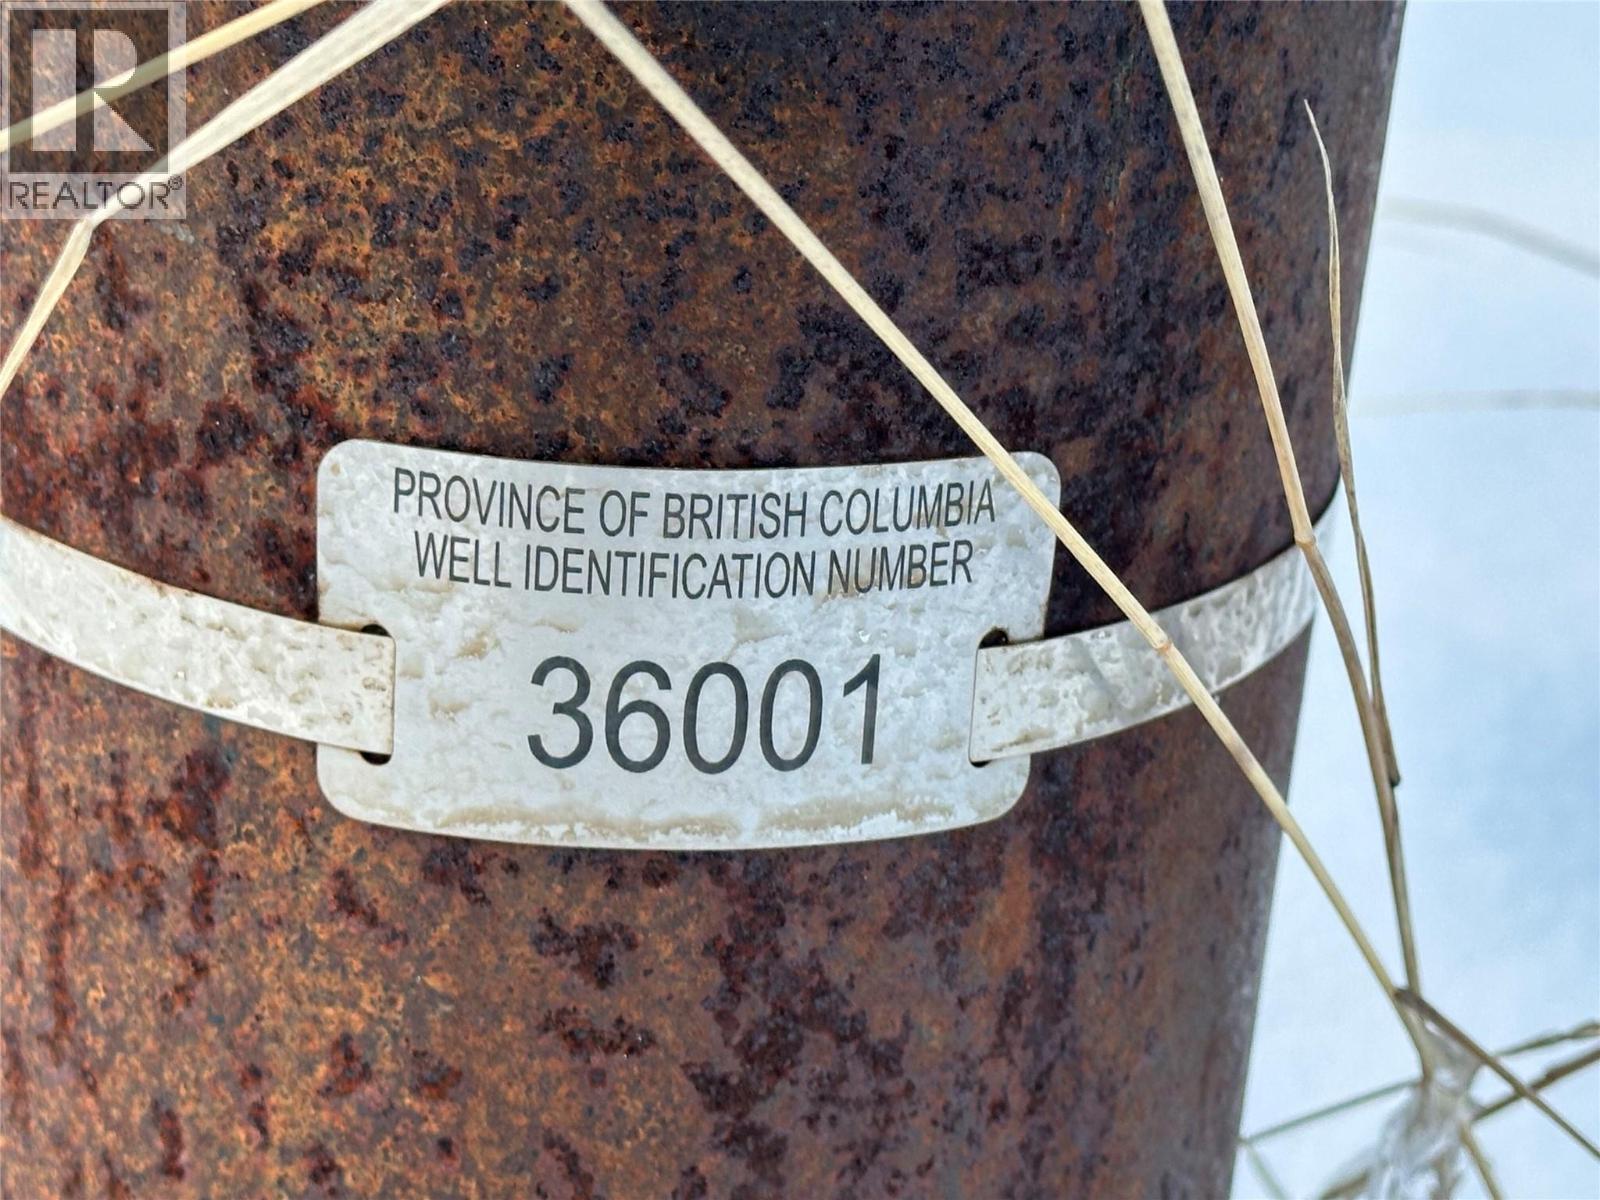 R
REALTOR®
PROVINCE OF BRITISH COLUMBIA
WELL IDENTIFICATION NUMBER
36001